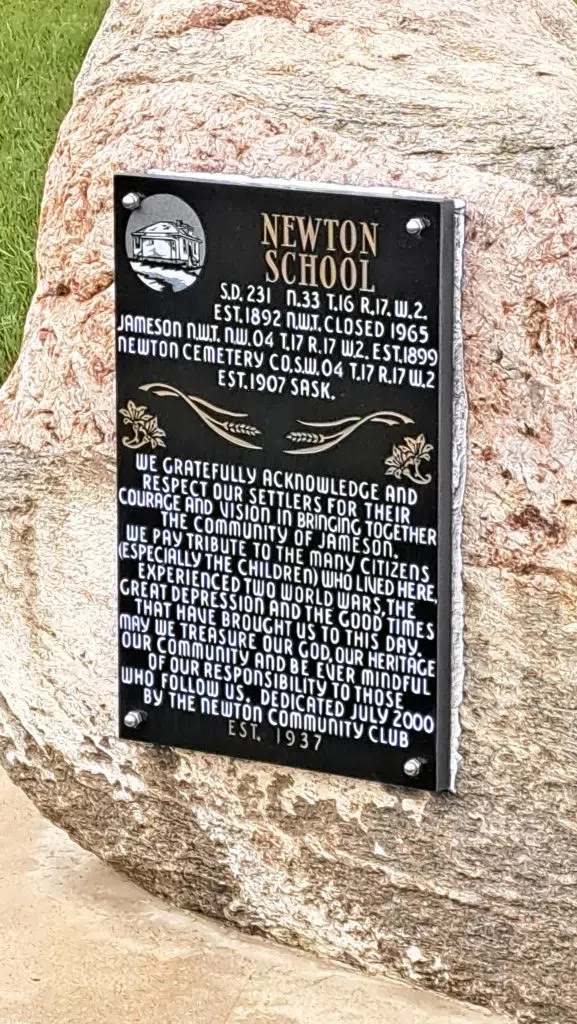 NEWTON
SCHOOL
S.D. 231 N.33 T.16 R.17. W.2.
EST. 1892 N.W.T. CLOSED 1965
JAMESON N.W.T. N.W. 04 T.17 R.17 W.2. EST. 1899
NEWTON CEMETERY CO. S.W. 04 T.17 R.17 W.2
EST. 1907 SASK.
WE GRATEFULLY ACKNOWLEDGE AND
RESPECT OUR SETTLERS FOR THEIR
COURAGE AND VISION IN BRINGING TOGETHER
THE COMMUNITY OF JAMESON.
WE PAY TRIBUTE TO THE MANY CITIZENS
(ESPECIALLY THE CHILDREN) WHO LIVED HERE,
EXPERIENCED TWO WORLD WARS, THE
GREAT DEPRESSION AND THE GOOD TIMES
THAT HAVE BROUGHT US TO THIS DAY.
MAY WE TREASURE OUR GOD, OUR HERITAGE
OUR COMMUNITY AND BE EVER MINDFUL
OF OUR RESPONSIBILITY TO THOSE
WHO FOLLOW US. DEDICATED JULY 2000
BY THE NEWTON COMMUNITY CLUB
EST. 1937